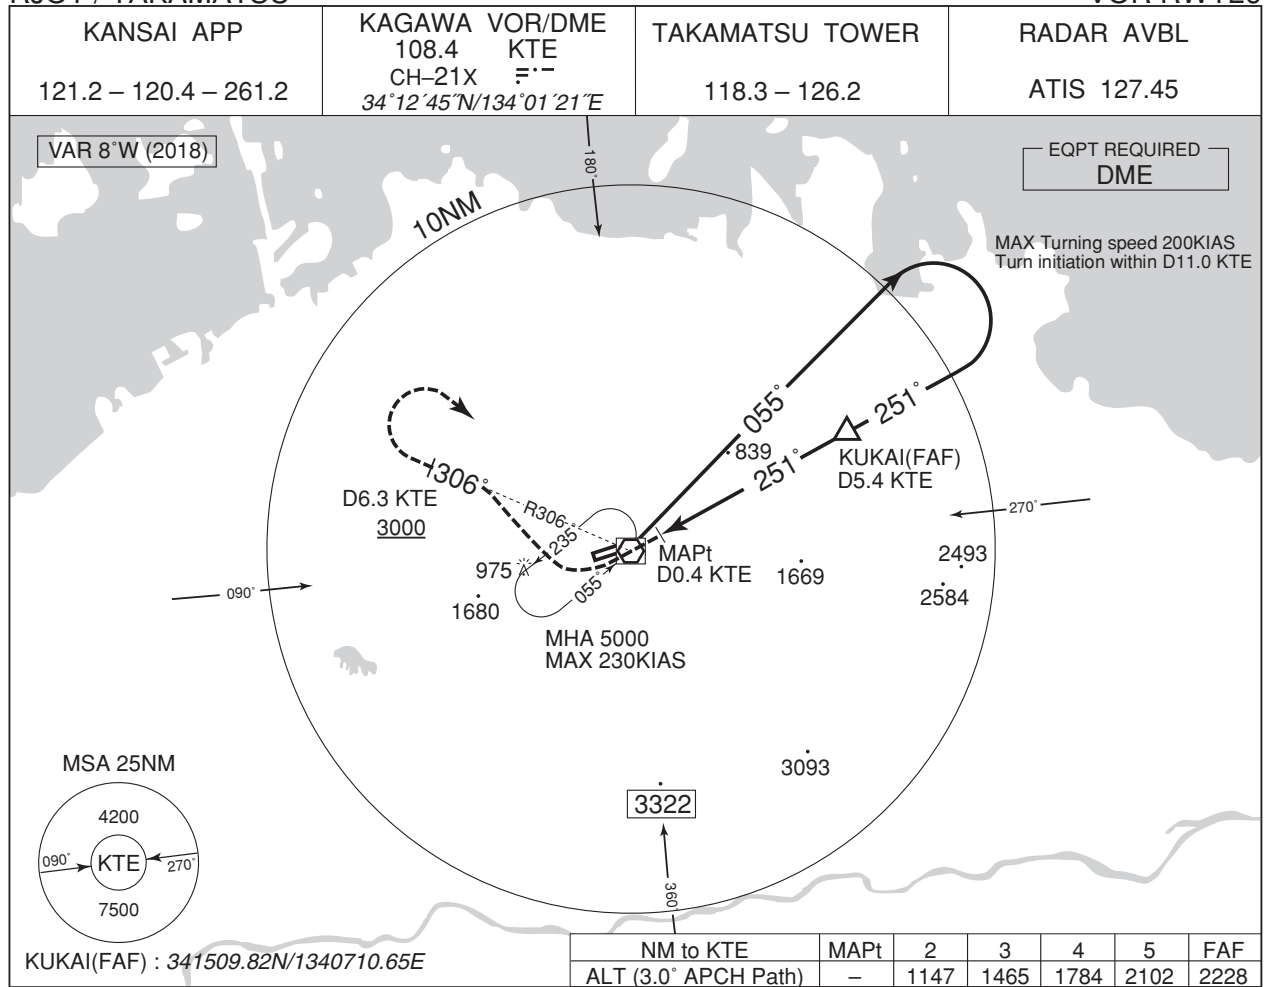 RJOT / TAKAMATSU
VOR RWY26
KANSAI APP
121.2 – 120.4 – 261.2
KAGAWA VOR/DME
108.4 KTE
CH–21X
34°12´45˝N/134°01´21˝E
TAKAMATSU TOWER
118.3 – 126.2
RADAR AVBL
ATIS 127.45
VAR 8°W (2018)
180°
EQPT REQUIRED
DME
10NM
MAX Turning speed 200KIAS
Turn initiation within D11.0 KTE
055°
251°
839
251°
KUKAI(FAF)
D5.4 KTE
306°
D6.3 KTE
3000
R306
235°
270°
MAPt
D0.4 KTE
975
1669
2493
2584
090°
1680
055°
MHA 5000
MAX 230KIAS
3093
3322
360°
MSA 25NM
4200
090°
KTE
270°
7500
KUKAI(FAF) : 341509.82N/1340710.65E
NM to KTE MAPt 2 3 4 5 FAF
ALT (3.0° APCH Path) – 1147 1465 1784 2102 2228